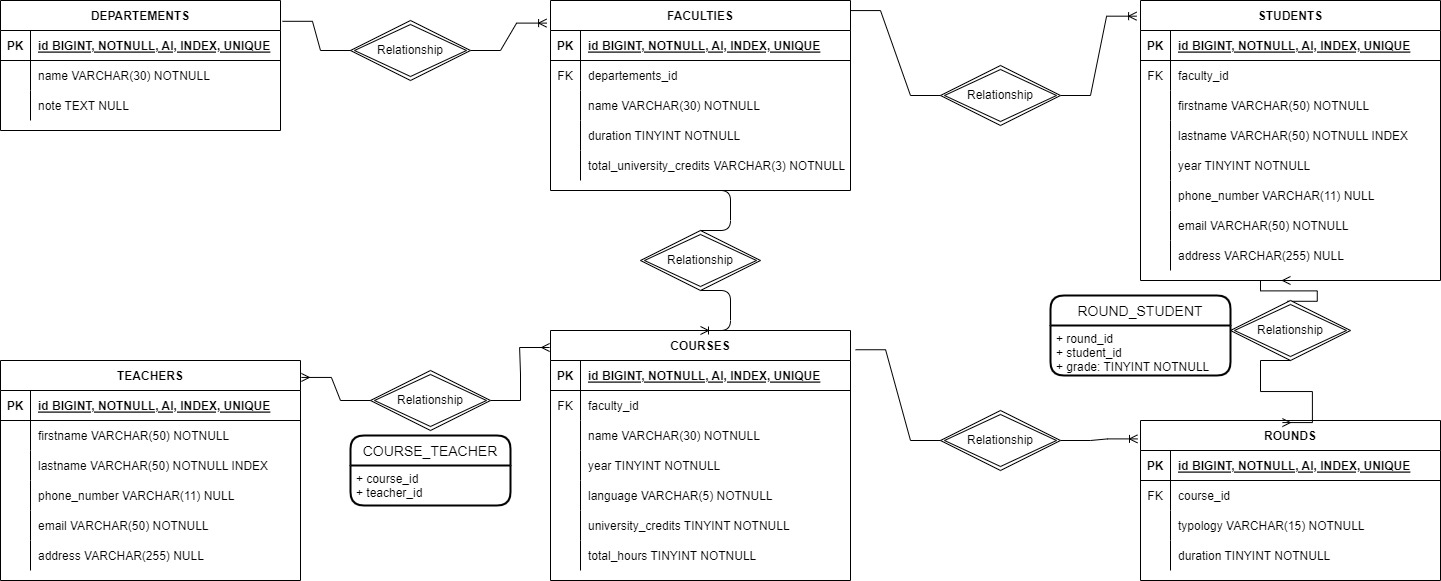 DEPARTEMENTS
PK id BIGINT, NOTNULL, AI, INDEX, UNIQUE
name VARCHAR(30) NOTNULL
note TEXT NULL
Relationship
FACULTIES
PK id BIGINT, NOTNULL, AI, INDEX, UNIQUE
FK departements_id
name VARCHAR(30) NOTNULL
duration TINYINT NOTNULL
total_university_credits VARCHAR(3) NOTNULL
Relationship
STUDENTS
PK id BIGINT, NOTNULL, AI, INDEX, UNIQUE
FK faculty_id
firstname VARCHAR(50) NOTNULL
lastname VARCHAR(50) NOTNULL INDEX
year TINYINT NOTNULL
phone_number VARCHAR(11) NULL
email VARCHAR(50) NOTNULL
address VARCHAR(255) NULL
Relationship
ROUND_STUDENT
+ round_id
+ student_id
+ grade: TINYINT NOTNULL
Relationship
TEACHERS
PK id BIGINT, NOTNULL, AI, INDEX, UNIQUE
firstname VARCHAR(50) NOTNULL
lastname VARCHAR(50) NOTNULL INDEX
phone_number VARCHAR(11) NULL
email VARCHAR(50) NOTNULL
address VARCHAR(255) NULL
Relationship
COURSE_TEACHER
+ course_id
+ teacher_id
COURSES
PK id BIGINT, NOTNULL, AI, INDEX, UNIQUE
FK faculty_id
name VARCHAR(30) NOTNULL
year TINYINT NOTNULL
language VARCHAR(5) NOTNULL
university_credits TINYINT NOTNULL
total_hours TINYINT NOTNULL
Relationship
ROUNDS
PK id BIGINT, NOTNULL, AI, INDEX, UNIQUE
FK course_id
typology VARCHAR(15) NOTNULL
duration TINYINT NOTNULL